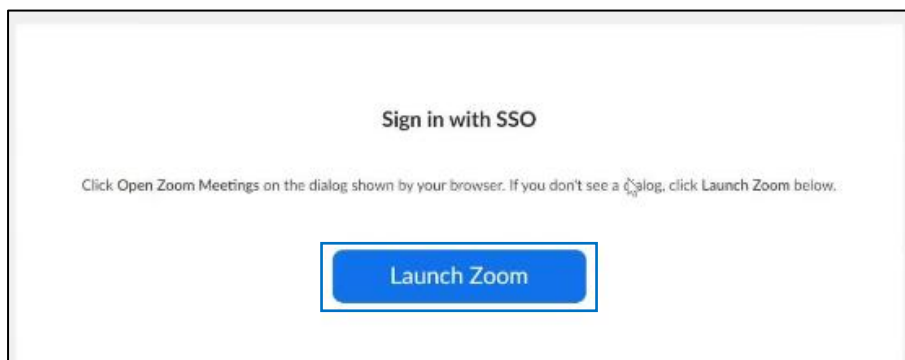 Sign in with SSO
Click Open Zoom Meetings on the dialog shown by your browser. If you don't see a dialog, click Launch Zoom below.
Launch Zoom